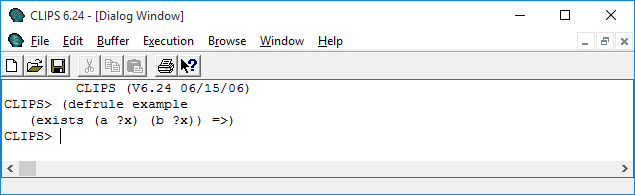 CLIPS 6.24 - [Dialog Window]
File Edit Buffer Execution Browse Window Help
CLIPS (V6.24 06/15/06)
CLIPS> (defrule example
(exists (a ?x) (b ?x)) =>)
CLIPS>